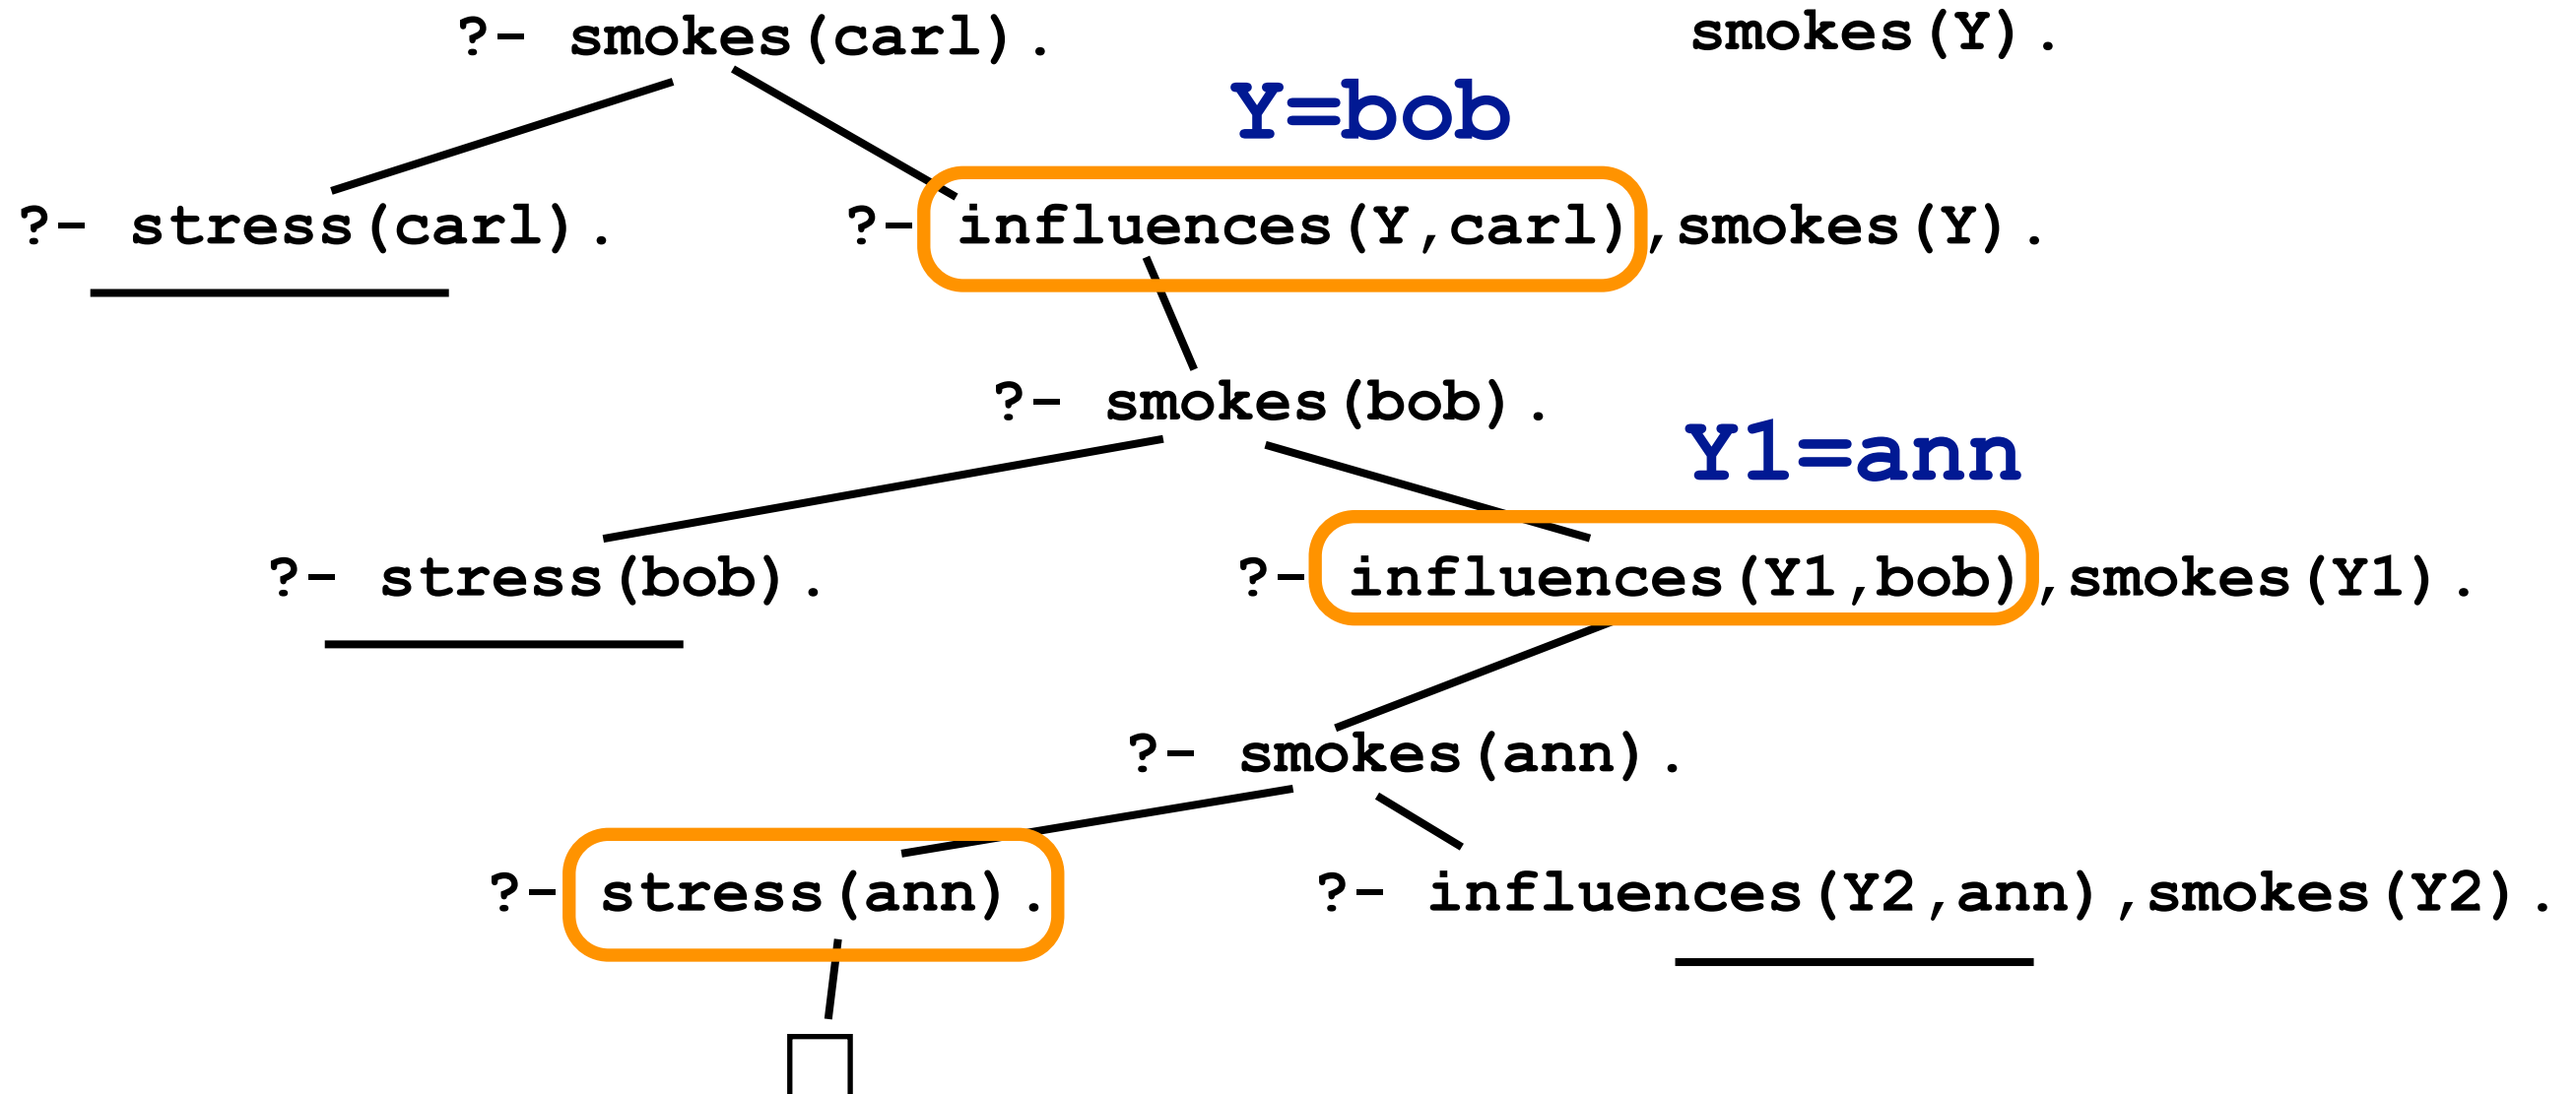 ?- smokes(carl).
smokes(Y).
Y=bob
?- stress(carl).
?- influences(Y,carl),smokes(Y).
?- smokes(bob).
Y1=ann
?- stress(bob).
?- influences(Y1,bob),smokes(Y1).
?- smokes(ann).
?- stress(ann).
?- influences(Y2,ann),smokes(Y2).